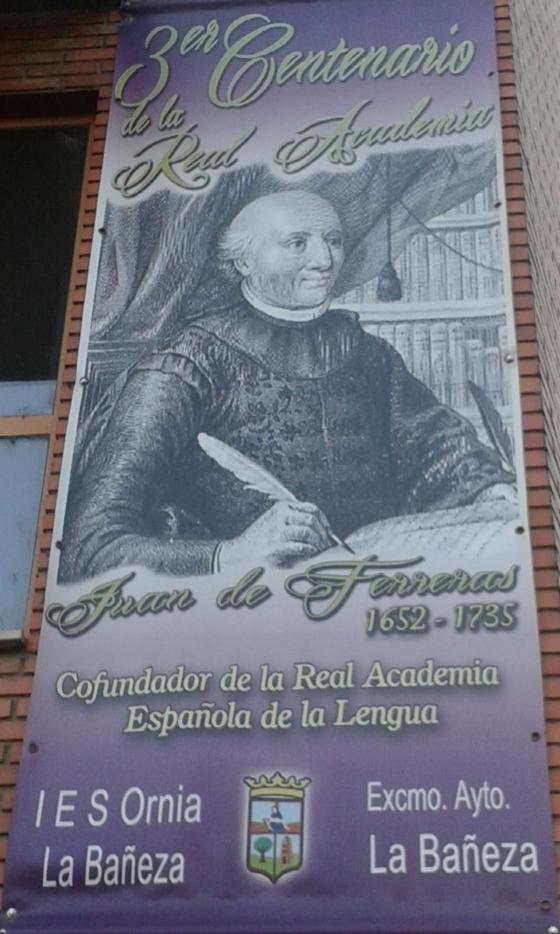 3er Centenario
de la
Real Academia
Juan de Ferreras
1652 - 1735
Cofundador de la Real Academia
Española de la Lengua
I E S Ornia
La Bañeza
Excmo. Ayto.
La Bañeza